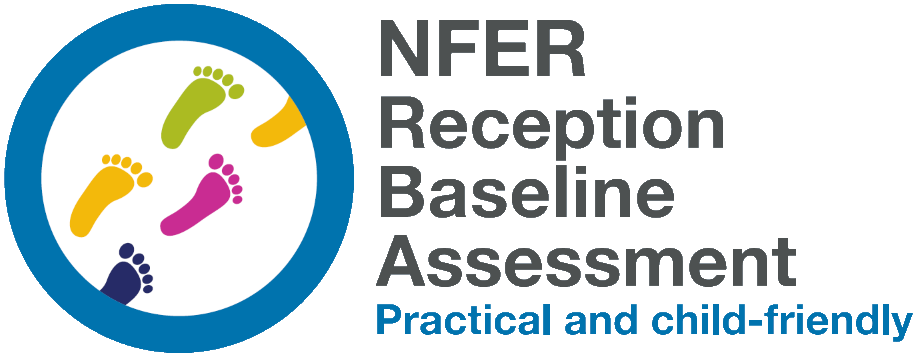 NFER
Reception
Baseline
Assessment
Practical and child-friendly